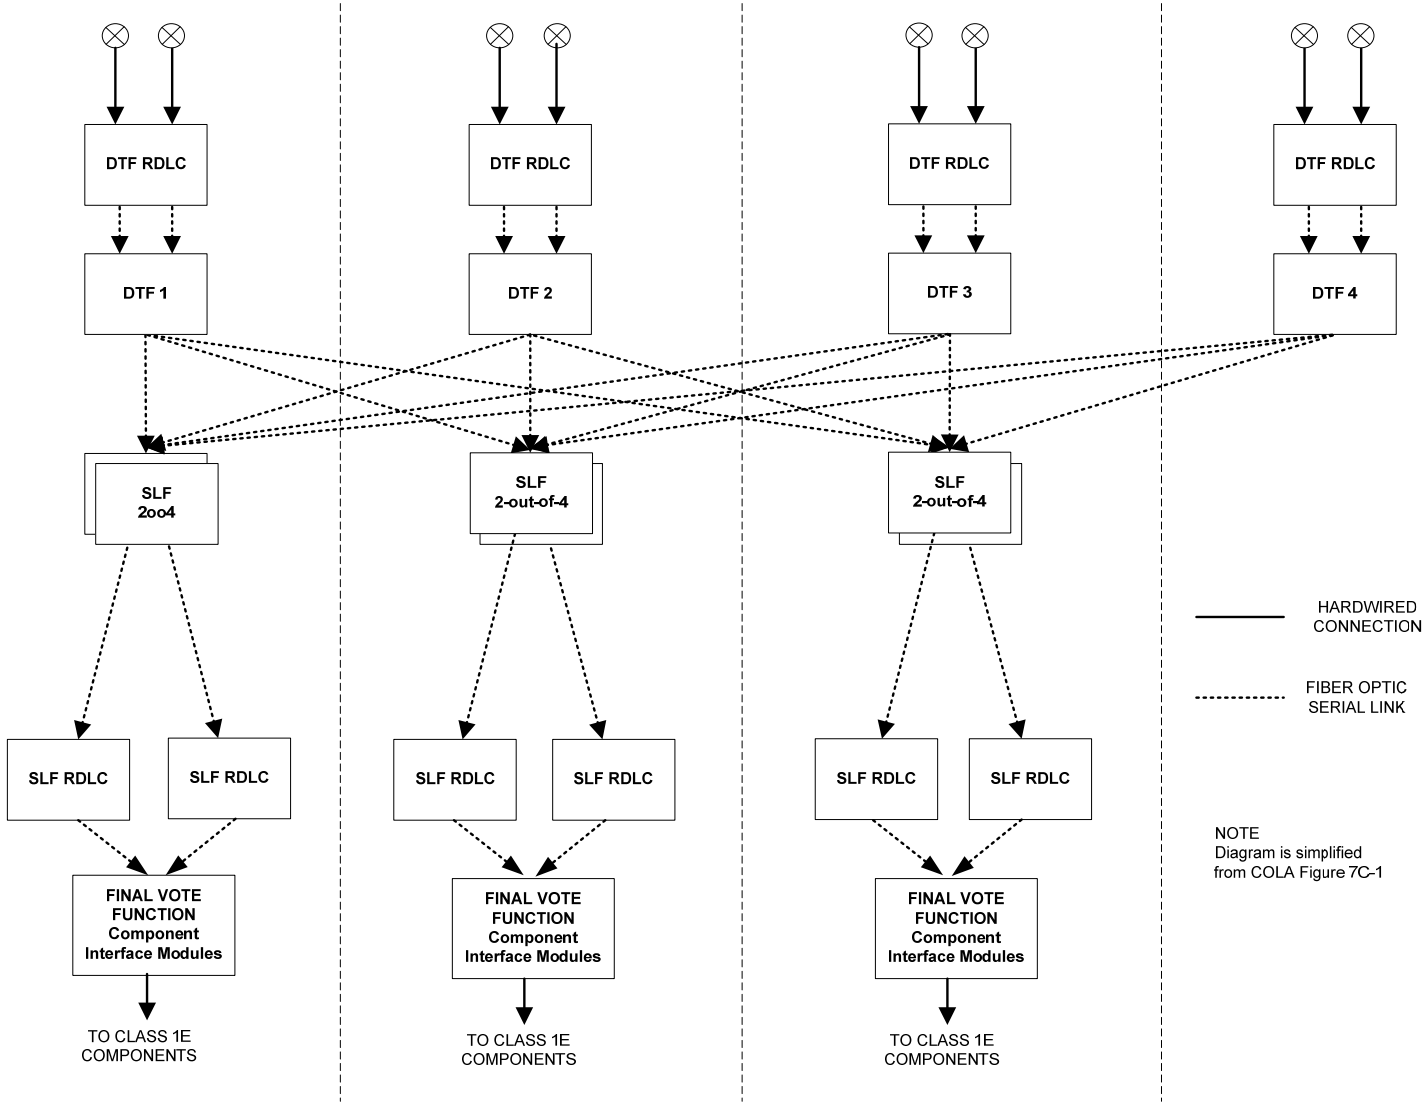 DTF RDLC
DTF RDLC
DTF RDLC
DTF RDLC
DTF 1
DTF 2
DTF 3
DTF 4
SLF
2oo4
SLF
2-out-of-4
SLF
2-out-of-4
HARDWIRED
CONNECTION
FIBER OPTIC
SERIAL LINK
SLF RDLC
SLF RDLC
SLF RDLC
SLF RDLC
SLF RDLC
SLF RDLC
NOTE
Diagram is simplified
from COLA Figure 7C-1
FINAL VOTE
FUNCTION
Component
Interface Modules
FINAL VOTE
FUNCTION
Component
Interface Modules
FINAL VOTE
FUNCTION
Component
Interface Modules
TO CLASS 1E
COMPONENTS
TO CLASS 1E
COMPONENTS
TO CLASS 1E
COMPONENTS